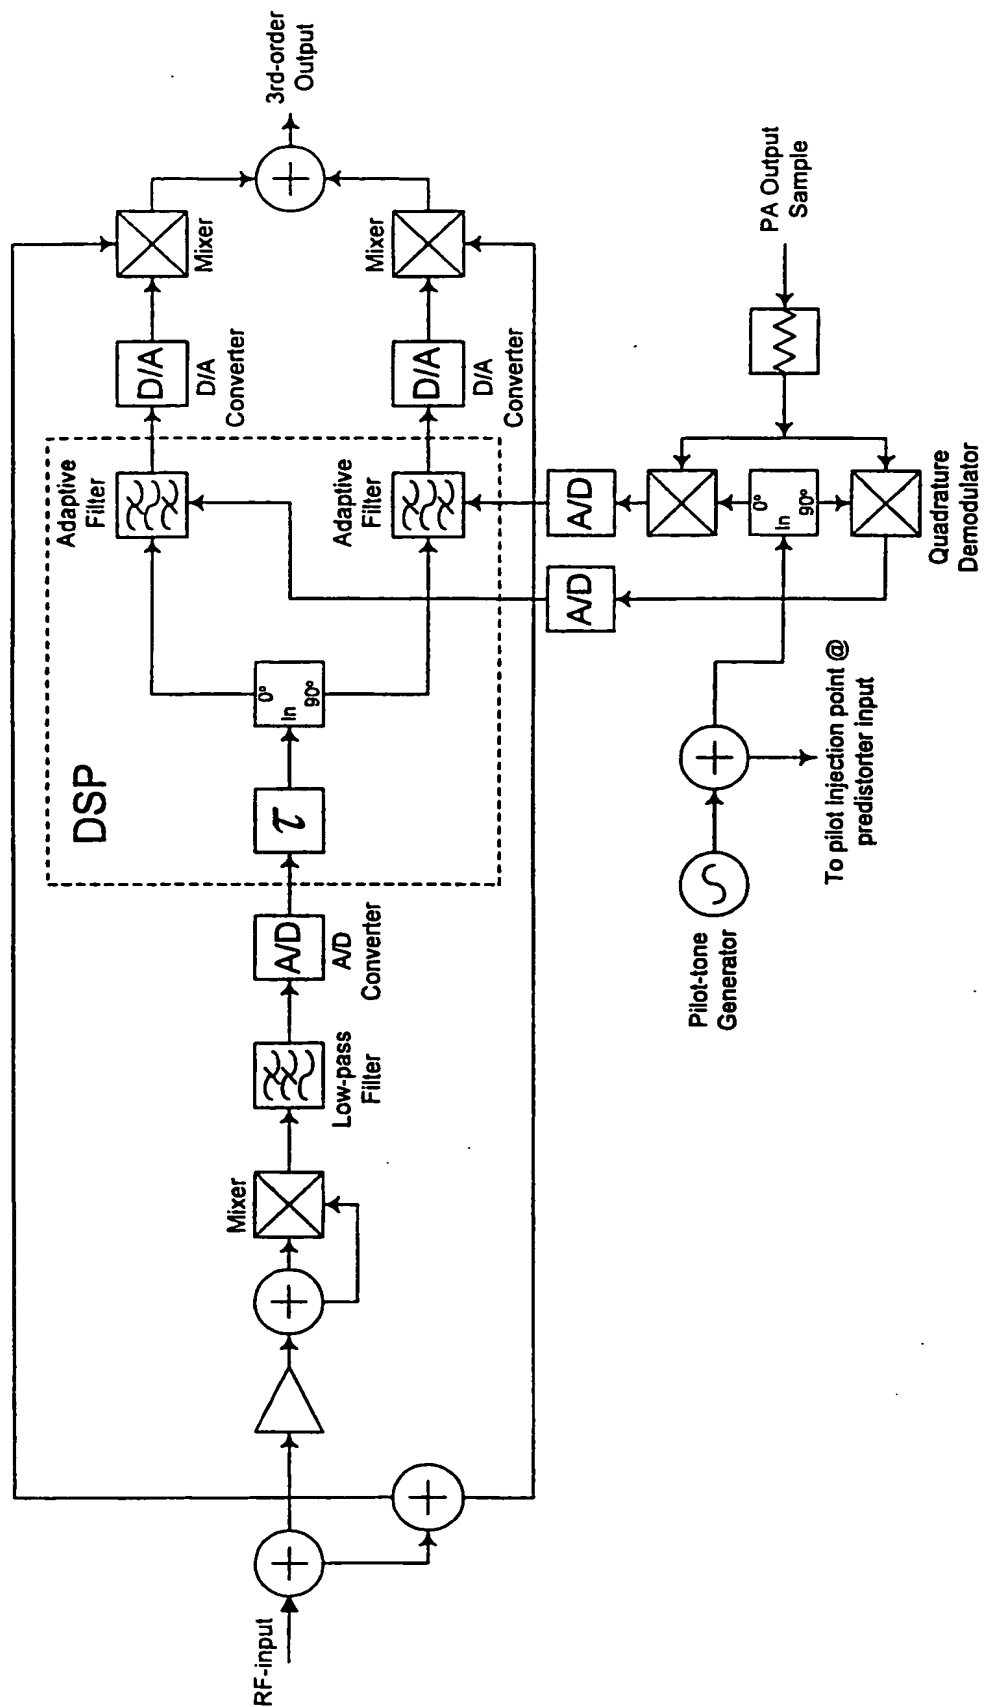 RF-input
Mixer
Low-pass
Filter
A/D
A/D
Converter
DSP
τ
0°
In
90°
Adaptive
Filter
Adaptive
Filter
D/A
D/A
Converter
D/A
D/A
Converter
Mixer
Mixer
3rd-order
Output
Pilot-tone
Generator
To pilot injection point @
predistorter input
A/D
A/D
0°
In
90°
Quadrature
Demodulator
PA Output
Sample